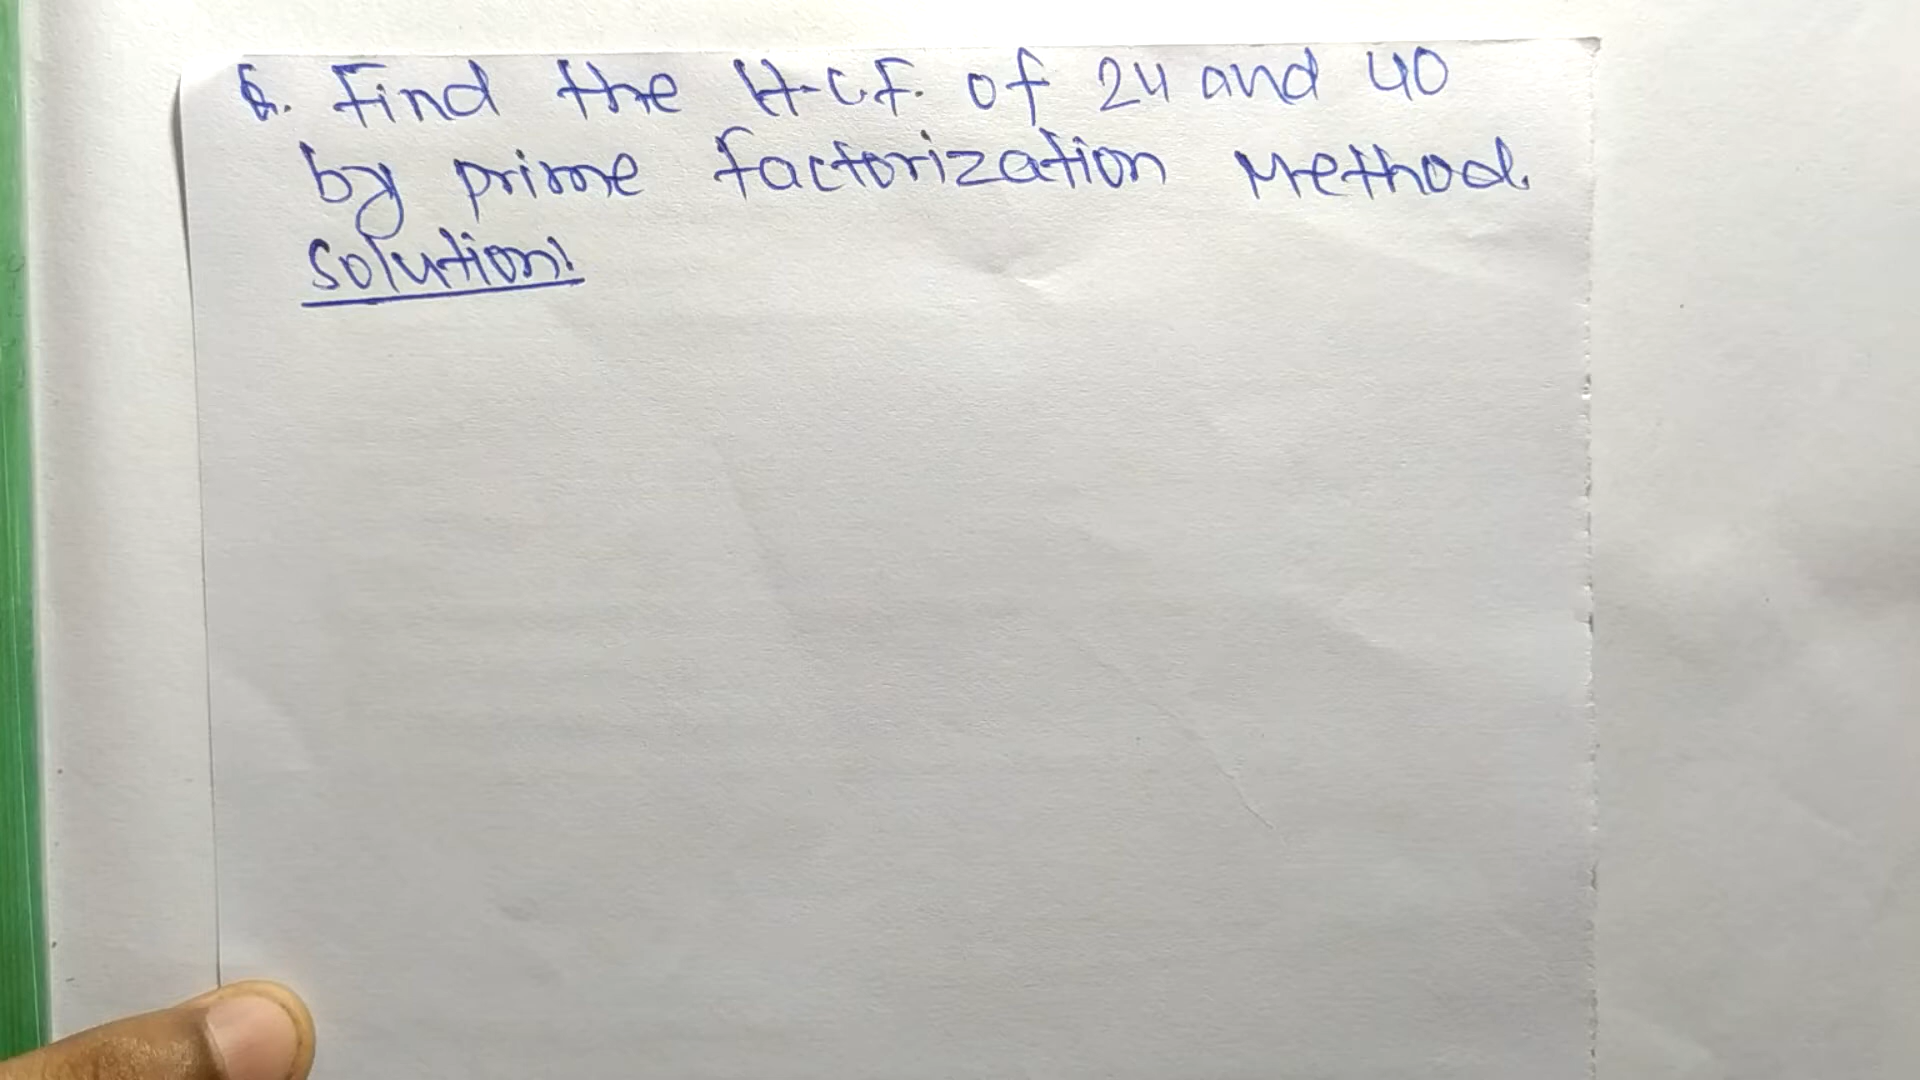 Q. Find the H.C.F. of 24 and 40
by prime factorization Method.
Solution: